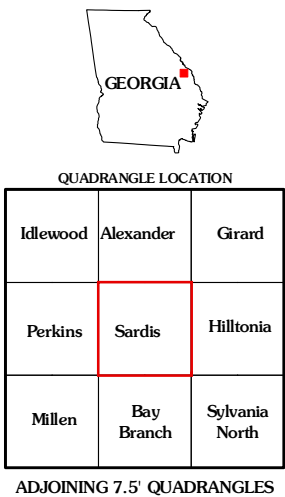 GEORGIA
QUADRANGLE LOCATION
Idlewood Alexander Girard
Perkins Sardis Hilltonia
Millen Bay Branch Sylvania North
ADJOINING 7.5' QUADRANGLES